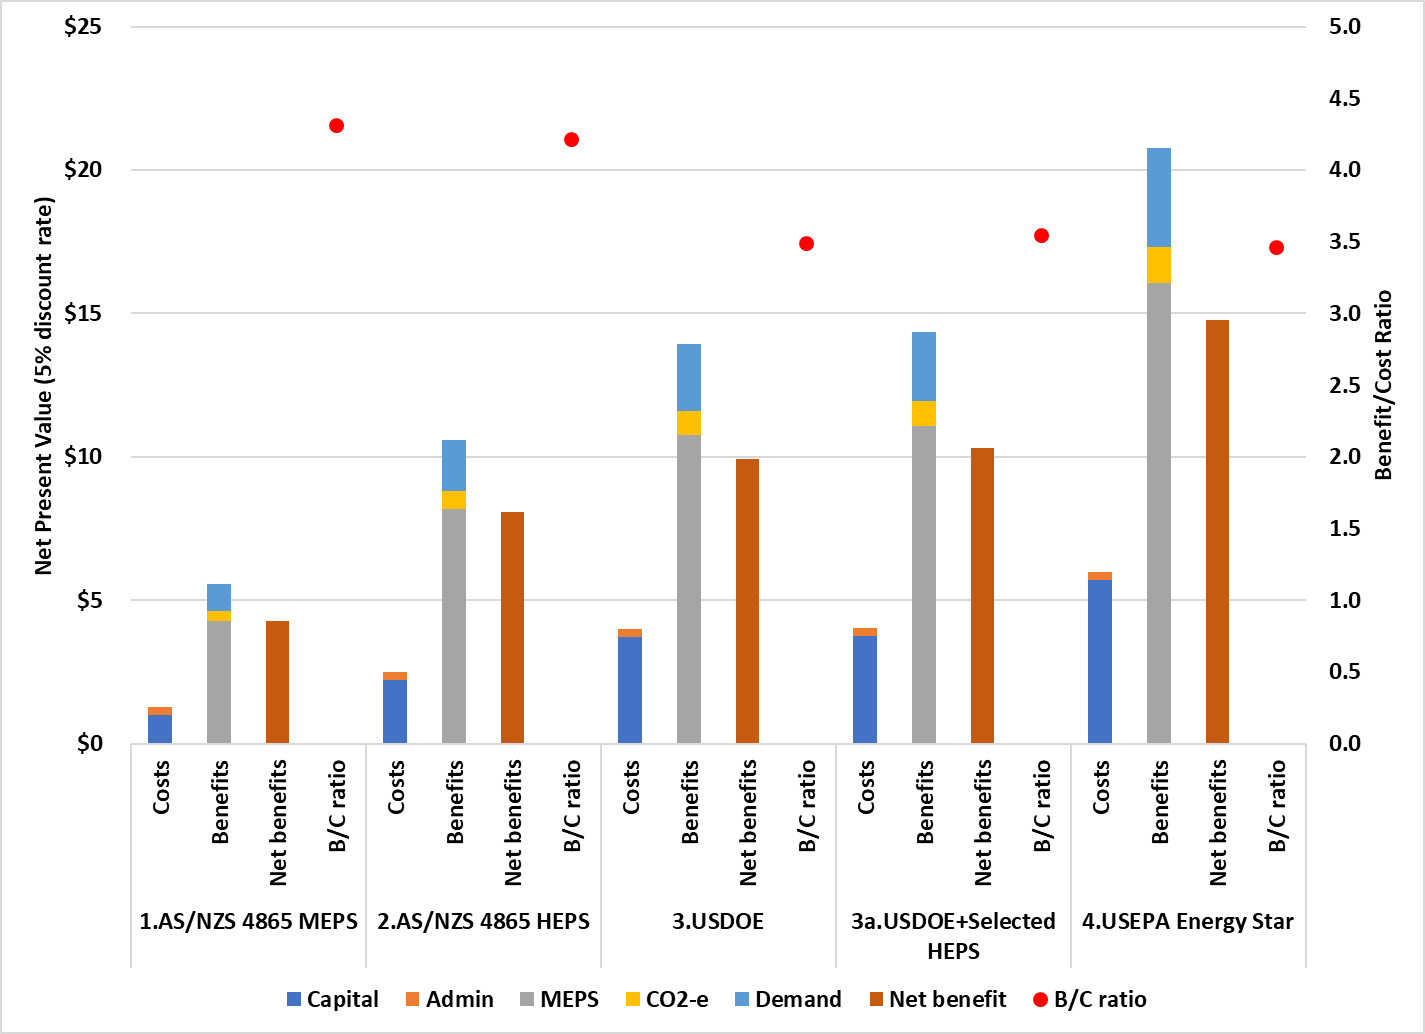 $25
$20
$15
$10
$5
$0
Net Present Value (5% discount rate)
5.0
4.5
4.0
3.5
3.0
2.5
2.0
1.5
1.0
0.5
0.0
Benefit/Cost Ratio
Costs
Benefits
Net benefits
B/C ratio
Costs
Benefits
Net benefits
B/C ratio
Costs
Benefits
Net benefits
B/C ratio
Costs
Benefits
Net benefits
B/C ratio
Costs
Benefits
Net benefits
B/C ratio
1.AS/NZS 4865 MEPS
2.AS/NZS 4865 HEPS
3.USDOE
3a.USDOE+Selected
HEPS
4.USEPA Energy Star
Capital Admin MEPS CO2-e Demand Net benefit B/C ratio